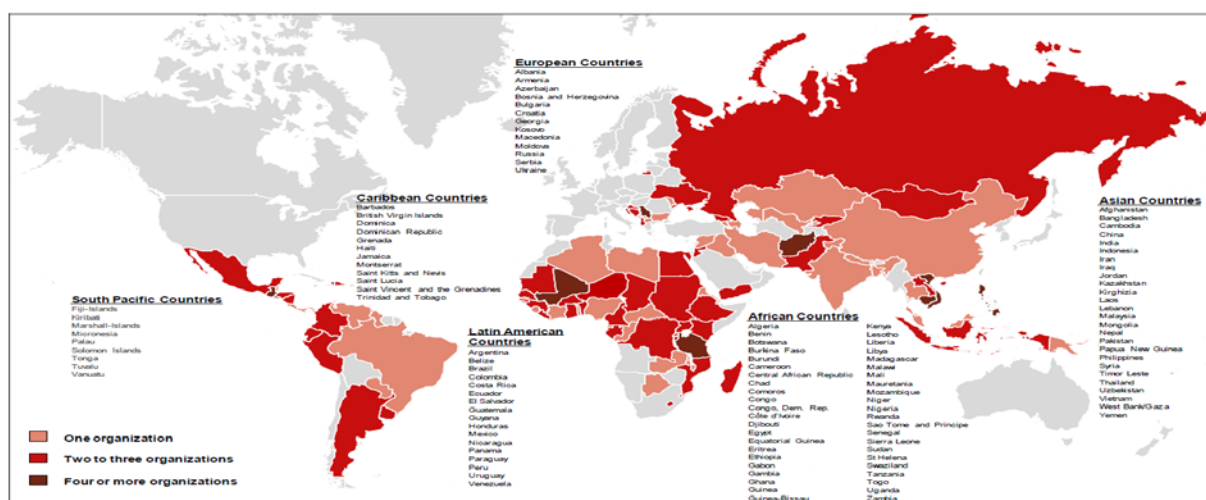 European Countries
Albania
Armenia
Azerbaijan
Bosnia and Herzegovina
Bulgaria
Croatia
Georgia
Kosovo
Macedonia
Moldova
Russia
Serbia
Ukraine
Caribbean Countries
Barbados
British Virgin Islands
Dominica
Dominican Republic
Grenada
Haiti
Jamaica
Montserrat
Saint Kitts and Nevis
Saint Lucia
Saint Vincent and the Grenadines
Trinidad and Tobago
South Pacific Countries
Fiji-Islands
Kiribati
Marshall-Islands
Micronesia
Palau
Solomon Islands
Tonga
Tuvalu
Vanuatu
Latin American
Countries
Argentina
Belize
Brazil
Colombia
Costa Rica
Ecuador
El Salvador
Guatemala
Guyana
Honduras
Mexico
Nicaragua
Panama
Paraguay
Peru
Uruguay
Venezuela
African Countries
Algeria
Benin
Botswana
Burkina Faso
Burundi
Cameroon
Central African Republic
Chad
Comoros
Congo
Congo, Dem. Rep.
Côte d'Ivoire
Djibouti
Egypt
Equatorial Guinea
Eritrea
Ethiopia
Gabon
Gambia
Ghana
Guinea
Guinea-Bissau
Kenya
Lesotho
Liberia
Libya
Madagascar
Malawi
Mali
Mauretania
Mozambique
Niger
Nigeria
Rwanda
Sao Tome and Principe
Senegal
Sierra Leone
Sudan
St Helena
Swaziland
Tanzania
Togo
Uganda
Zambia
Asian Countries
Afghanistan
Bangladesh
Cambodia
China
India
Indonesia
Iran
Iraq
Jordan
Kazakhstan
Kirghizia
Laos
Lebanon
Malaysia
Mongolia
Nepal
Pakistan
Papua New Guinea
Philippines
Syria
Timor Leste
Thailand
Uzbekistan
Vietnam
West Bank/Gaza
Yemen
One organization
Two to three organizations
Four or more organizations